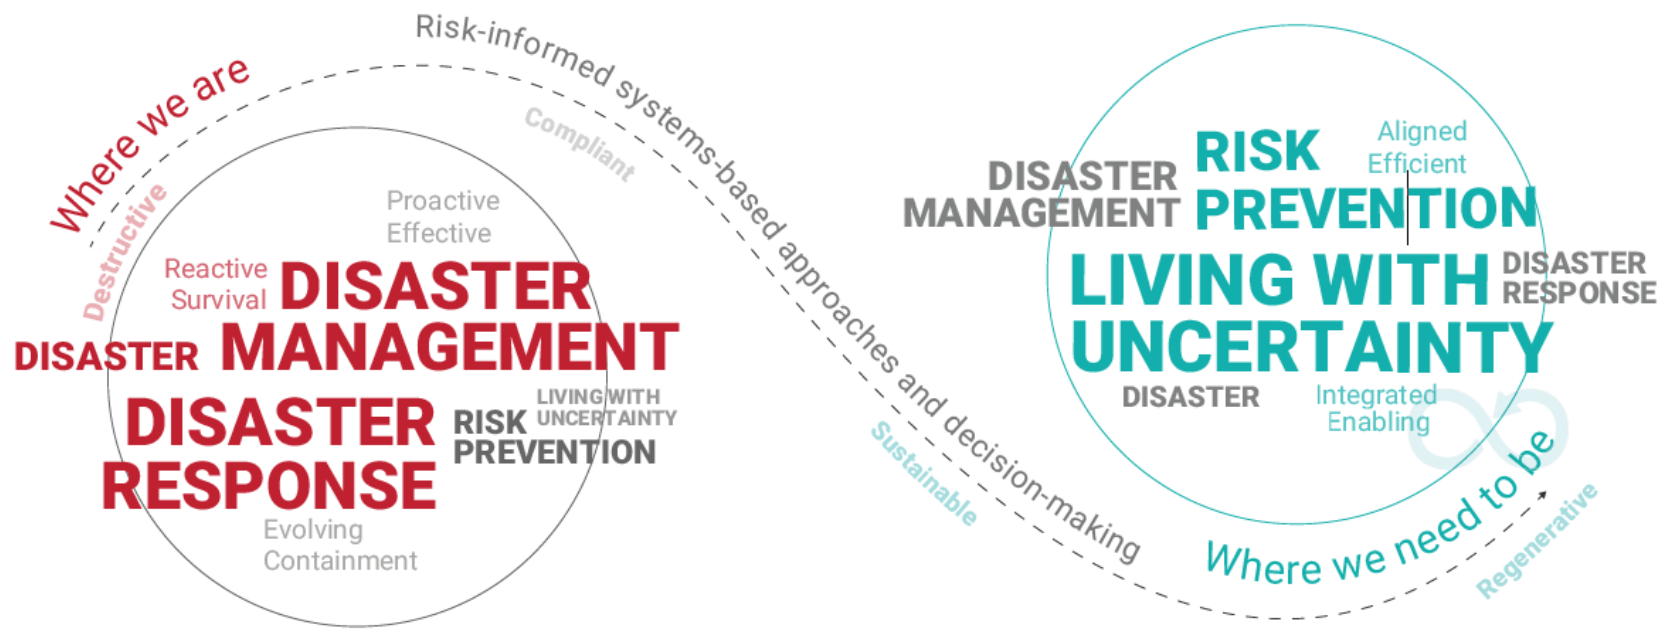 Where we are
Destructive
Risk-informed systems-based approaches and decision-making
Compliant
Proactive
Effective
Reactive
Survival
DISASTER
MANAGEMENT
DISASTER
DISASTER
RESPONSE
RISK
PREVENTION
LIVING WITH
UNCERTAINTY
Evolving
Containment
Sustainable
Aligned
Efficient
RISK
PREVENTION
DISASTER
MANAGEMENT
LIVING WITH
UNCERTAINTY
DISASTER
RESPONSE
DISASTER
Integrated
Enabling
Where we need to be
Regenerative